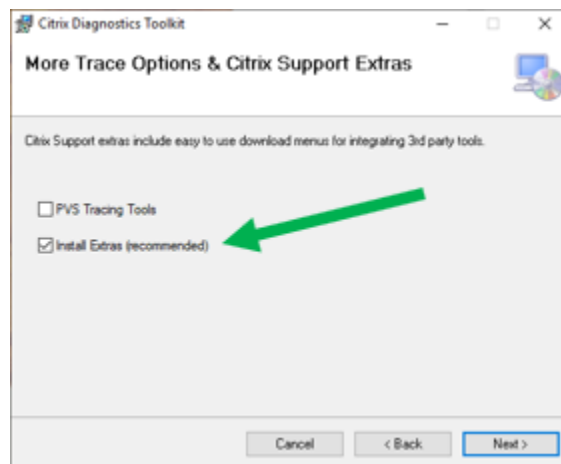 Citrix Diagnostics Toolkit
More Trace Options & Citrix Support Extras
Citrix Support extras include easy to use download menus for integrating 3rd party tools.
PVS Tracing Tools
Install Extras (recommended)
Cancel
< Back
Next >